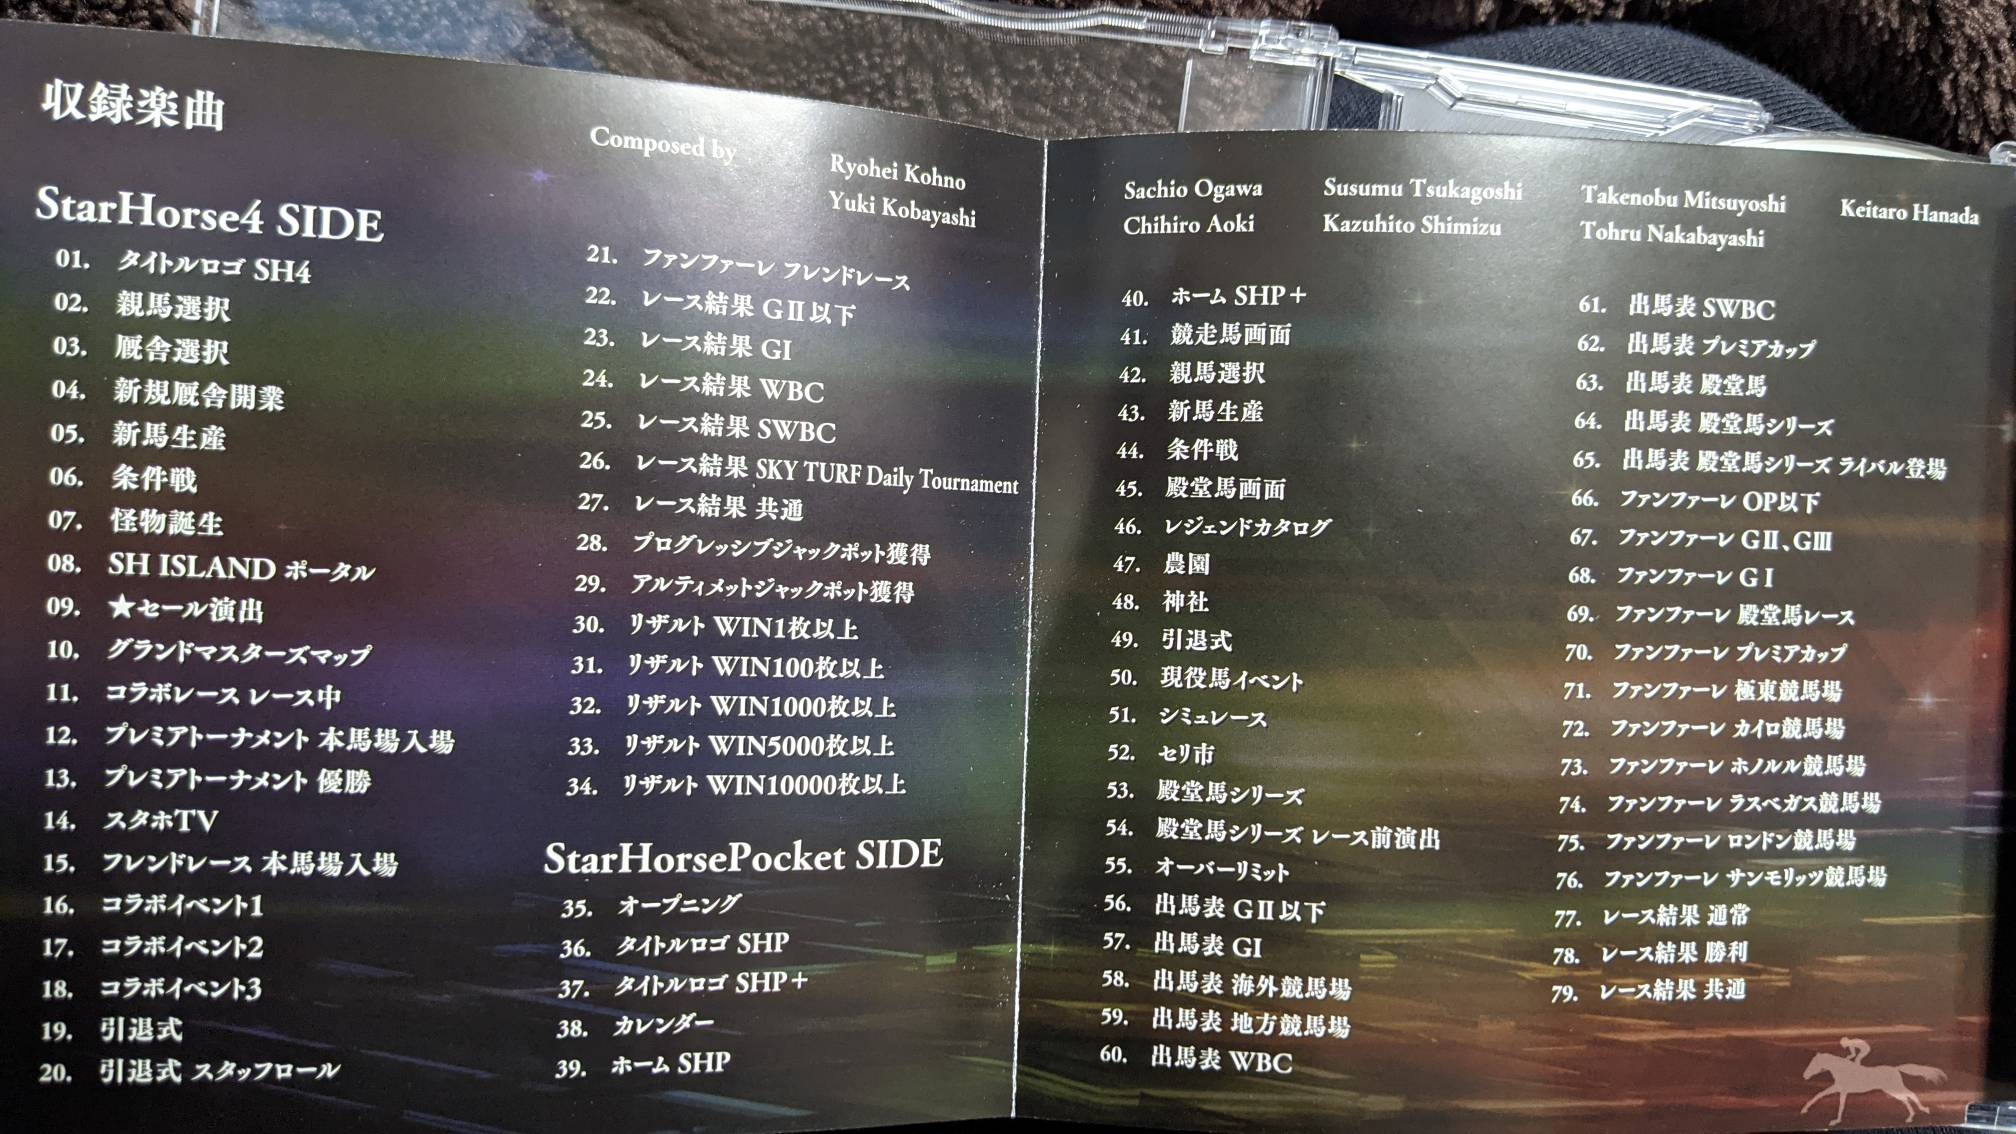 収録楽曲
Composed by
Ryohei Kohno
Yuki Kobayashi
Sachio Ogawa
Chihiro Aoki
Susumu Tsukagoshi
Kazuhito Shimizu
Takenobu Mitsuyoshi
Tohru Nakabayashi
Keitaro Hanada
StarHorse4 SIDE
01. タイトルロゴ SH4
02. 親馬選択
03. 厩舎選択
04. 新規厩舎開業
05. 新馬生産
06. 条件戦
07. 怪物誕生
08. SH ISLAND ポータル
09. ★セール演出
10. グランドマスターズマップ
11. コラボレース レース中
12. プレミアトーナメント 本馬場入場
13. プレミアトーナメント 優勝
14. スタホTV
15. フレンドレース 本馬場入場
16. コラボイベント1
17. コラボイベント2
18. コラボイベント3
19. 引退式
20. 引退式 スタッフロール
21. ファンファーレ フレンドレース
22. レース結果 GⅡ以下
23. レース結果 GI
24. レース結果 WBC
25. レース結果 SWBC
26. レース結果 SKY TURF Daily Tournament
27. レース結果 共通
28. プログレッシブジャックポット獲得
29. アルティメットジャックポット獲得
30. リザルト WIN1枚以上
31. リザルト WIN100枚以上
32. リザルト WIN1000枚以上
33. リザルト WIN5000枚以上
34. リザルト WIN10000枚以上
StarHorsePocket SIDE
35. オープニング
36. タイトルロゴ SHP
37. タイトルロゴ SHP＋
38. カレンダー
39. ホーム SHP
40. ホーム SHP＋
41. 競走馬画面
42. 親馬選択
43. 新馬生産
44. 条件戦
45. 殿堂馬画面
46. レジェンドカタログ
47. 農園
48. 神社
49. 引退式
50. 現役馬イベント
51. シミュレース
52. セリ市
53. 殿堂馬シリーズ
54. 殿堂馬シリーズ レース前演出
55. オーバーリミット
56. 出馬表 GⅡ以下
57. 出馬表 GI
58. 出馬表 海外競馬場
59. 出馬表 地方競馬場
60. 出馬表 WBC
61. 出馬表 SWBC
62. 出馬表 プレミアカップ
63. 出馬表 殿堂馬
64. 出馬表 殿堂馬シリーズ
65. 出馬表 殿堂馬シリーズ ライバル登場
66. ファンファーレ OP以下
67. ファンファーレ GⅡ、GⅢ
68. ファンファーレ GⅠ
69. ファンファーレ 殿堂馬レース
70. ファンファーレ プレミアカップ
71. ファンファーレ 極東競馬場
72. ファンファーレ カイロ競馬場
73. ファンファーレ ホノルル競馬場
74. ファンファーレ ラスベガス競馬場
75. ファンファーレ ロンドン競馬場
76. ファンファーレ サンモリッツ競馬場
77. レース結果 通常
78. レース結果 勝利
79. レース結果 共通